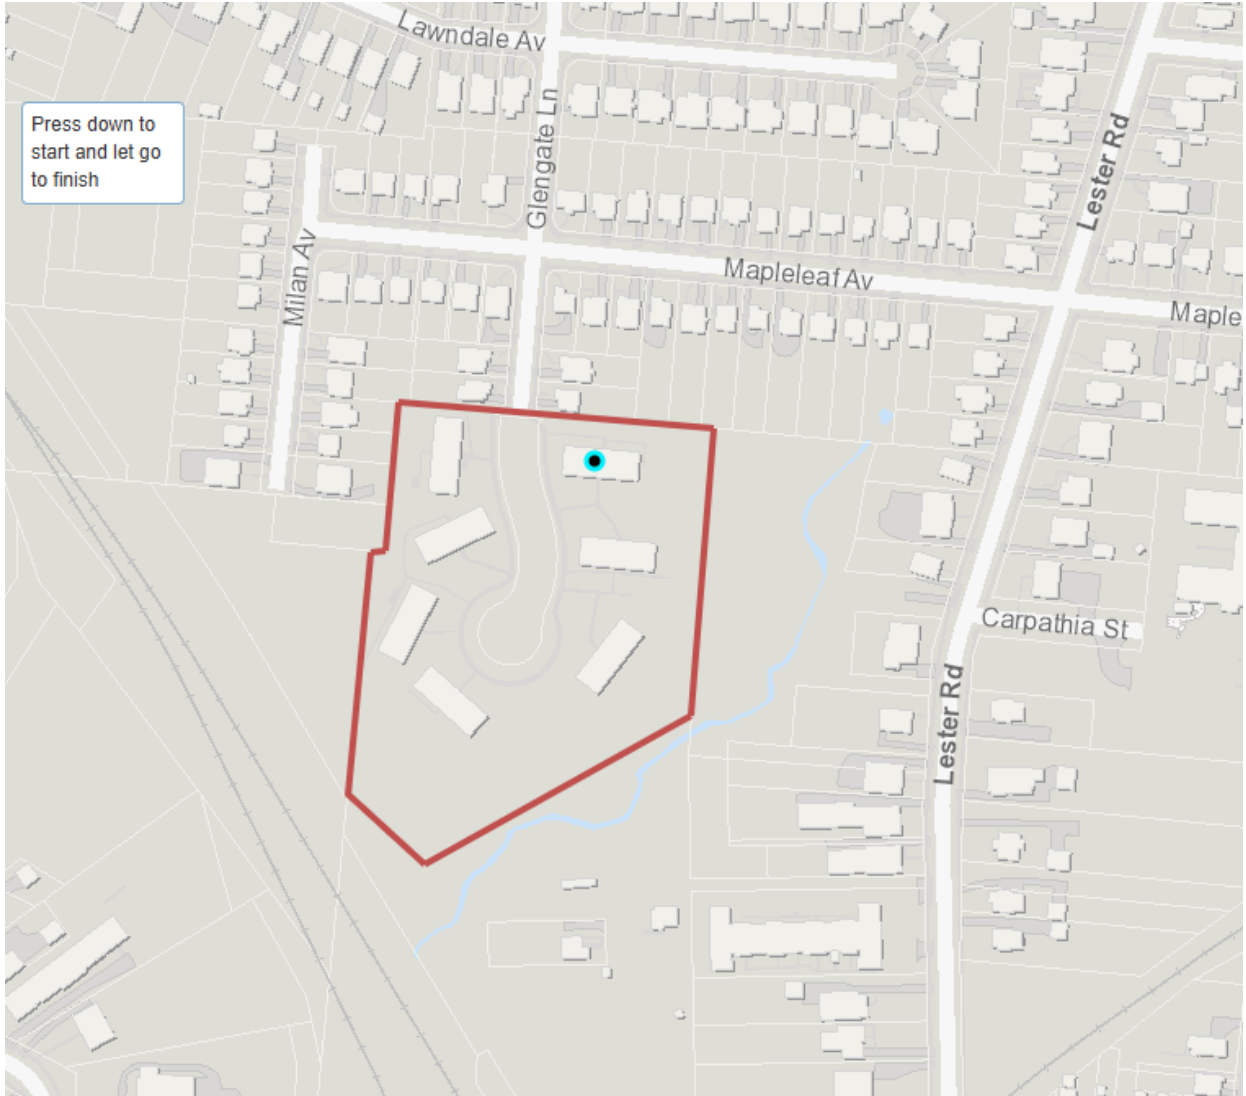 Lawndale Av
Press down to
start and let go
to finish
Glengate Ln
Lester Rd
Milan Av
Mapleleaf Av
Maple
Carpathia St
Lester Rd